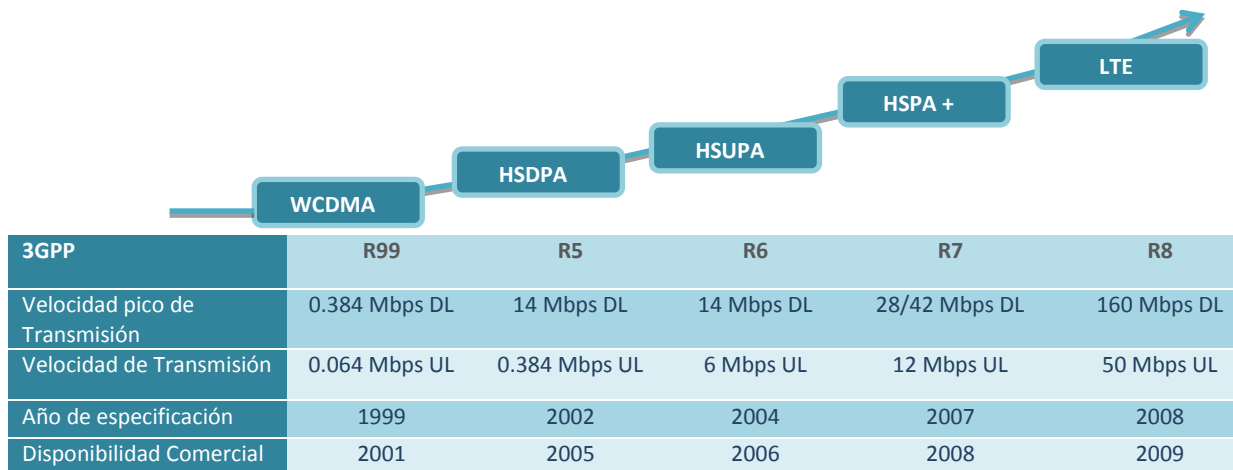 LTE
HSPA +
HSUPA
HSDPA
WCDMA
3GPP R99 R5 R6 R7 R8
Velocidad pico de Transmisión 0.384 Mbps DL 14 Mbps DL 14 Mbps DL 28/42 Mbps DL 160 Mbps DL
Velocidad de Transmisión 0.064 Mbps UL 0.384 Mbps UL 6 Mbps UL 12 Mbps UL 50 Mbps UL
Año de especificación 1999 2002 2004 2007 2008
Disponibilidad Comercial 2001 2005 2006 2008 2009